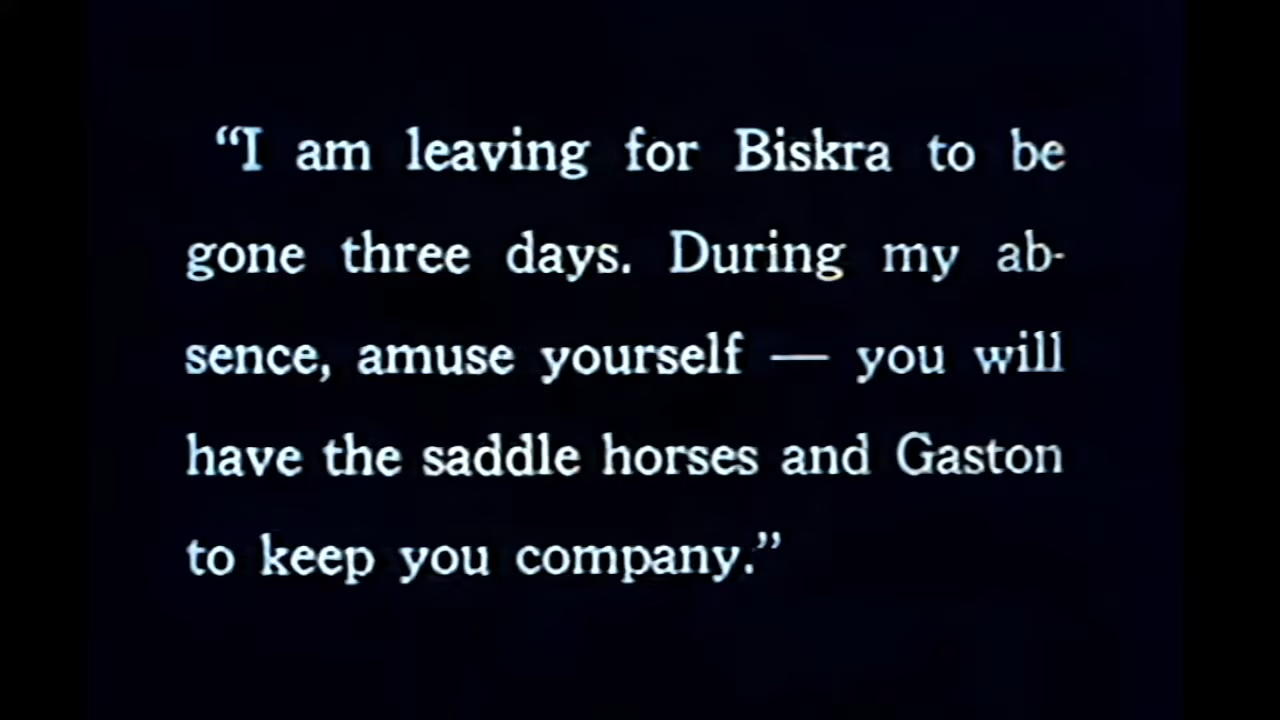 “I am leaving for Biskra to be
gone three days. During my ab-
sence, amuse yourself — you will
have the saddle horses and Gaston
to keep you company.”